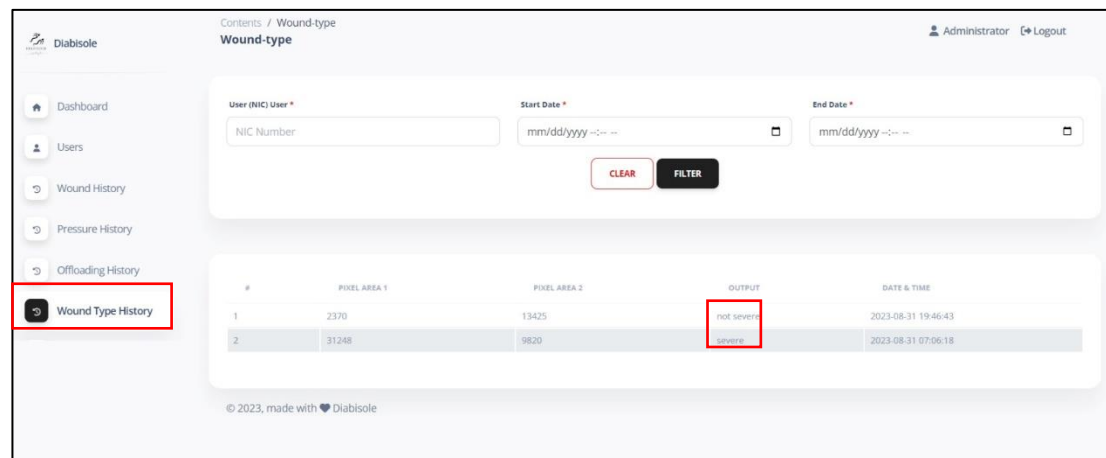 Diabisole
Contents / Wound-type
Wound-type
Administrator Logout
Dashboard
Users
Wound History
Pressure History
Offloading History
Wound Type History
User (NIC) User *
NIC Number
Start Date *
mm/dd/yyyy --:-- --
End Date *
mm/dd/yyyy --:-- --
CLEAR FILTER
# PIXEL AREA 1 PIXEL AREA 2 OUTPUT DATE & TIME
1 2370 13425 not severe 2023-08-31 19:46:43
2 31248 9820 severe 2023-08-31 07:06:18
© 2023, made with ♥ Diabisole